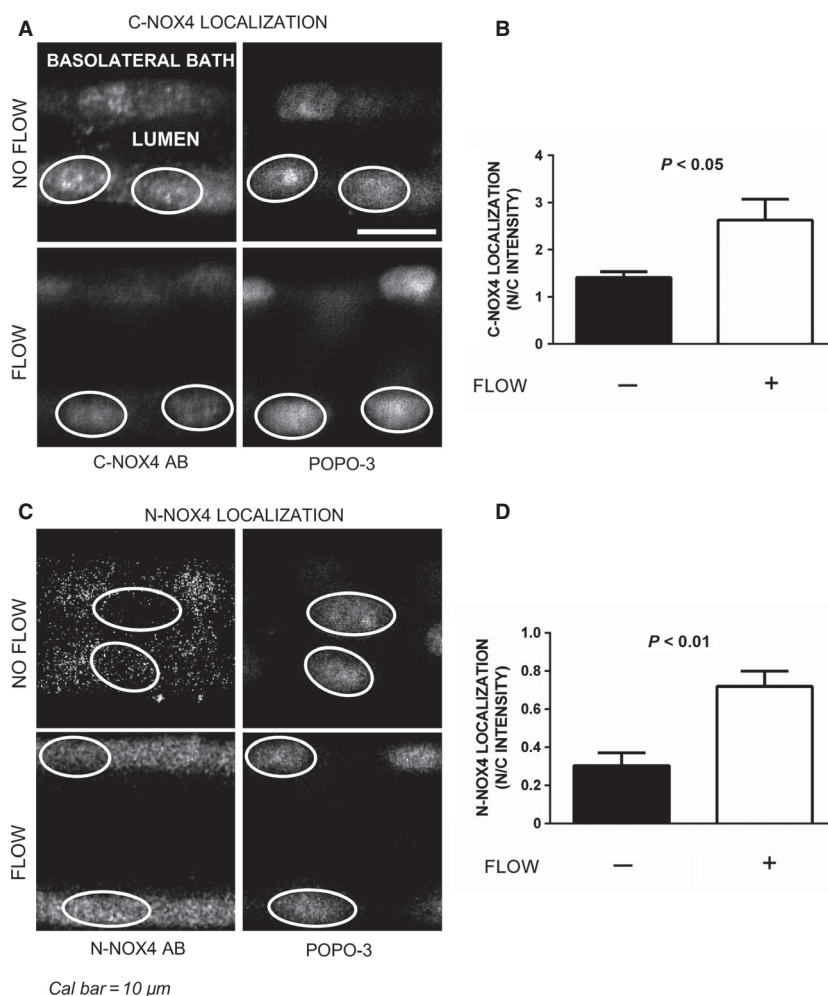 A
C-NOX4 LOCALIZATION
BASOLATERAL BATH
LUMEN
NO FLOW
FLOW
C-NOX4 AB
POPO-3
B
C-NOX4 LOCALIZATION
(N/C INTENSITY)
4
3
2
1
0
P < 0.05
FLOW − +
C
N-NOX4 LOCALIZATION
NO FLOW
FLOW
N-NOX4 AB
POPO-3
D
N-NOX4 LOCALIZATION
(N/C INTENSITY)
1.0
0.8
0.6
0.4
0.2
0
P < 0.01
FLOW − +
Cal bar = 10 µm